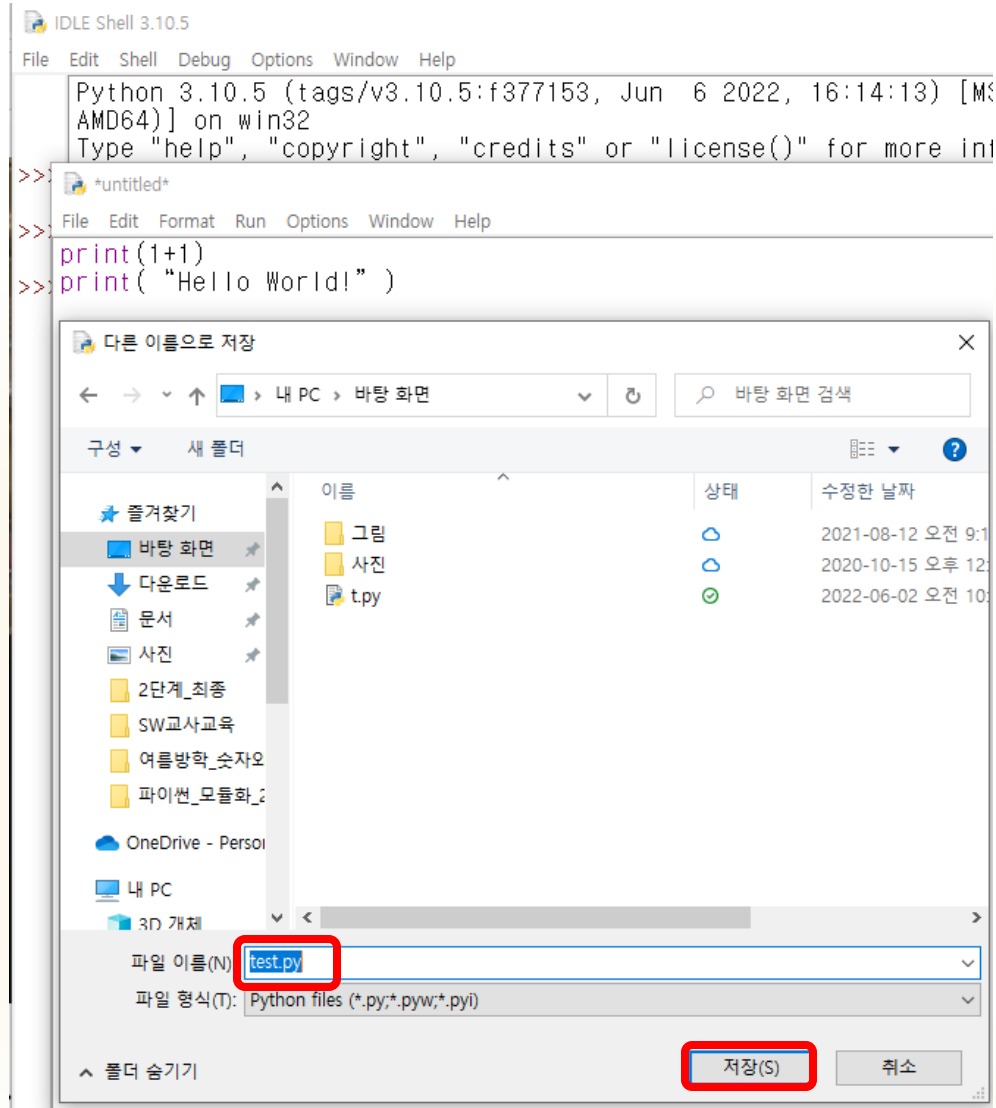 IDLE Shell 3.10.5
File Edit Shell Debug Options Window Help
Python 3.10.5 (tags/v3.10.5:f377153, Jun 6 2022, 16:14:13) [MS
AMD64)] on win32
Type "help", "copyright", "credits" or "license()" for more inf
>>>
*untitled*
>>>
File Edit Format Run Options Window Help
print(1+1)
>>>
print( “Hello World!” )
다른 이름으로 저장
내 PC > 바탕 화면
바탕 화면 검색
구성 새 폴더
이름 상태 수정한 날짜
즐겨찾기
바탕 화면
다운로드
문서
사진
2단계_최종
SW교사교육
여름방학_숫자와
파이썬_모듈화_2
OneDrive - Person
내 PC
3D 개체
그림 2021-08-12 오전 9:1
사진 2020-10-15 오후 12:
t.py 2022-06-02 오전 10:
파일 이름(N): test.py
파일 형식(T): Python files (*.py;*.pyw;*.pyi)
폴더 숨기기
저장(S) 취소